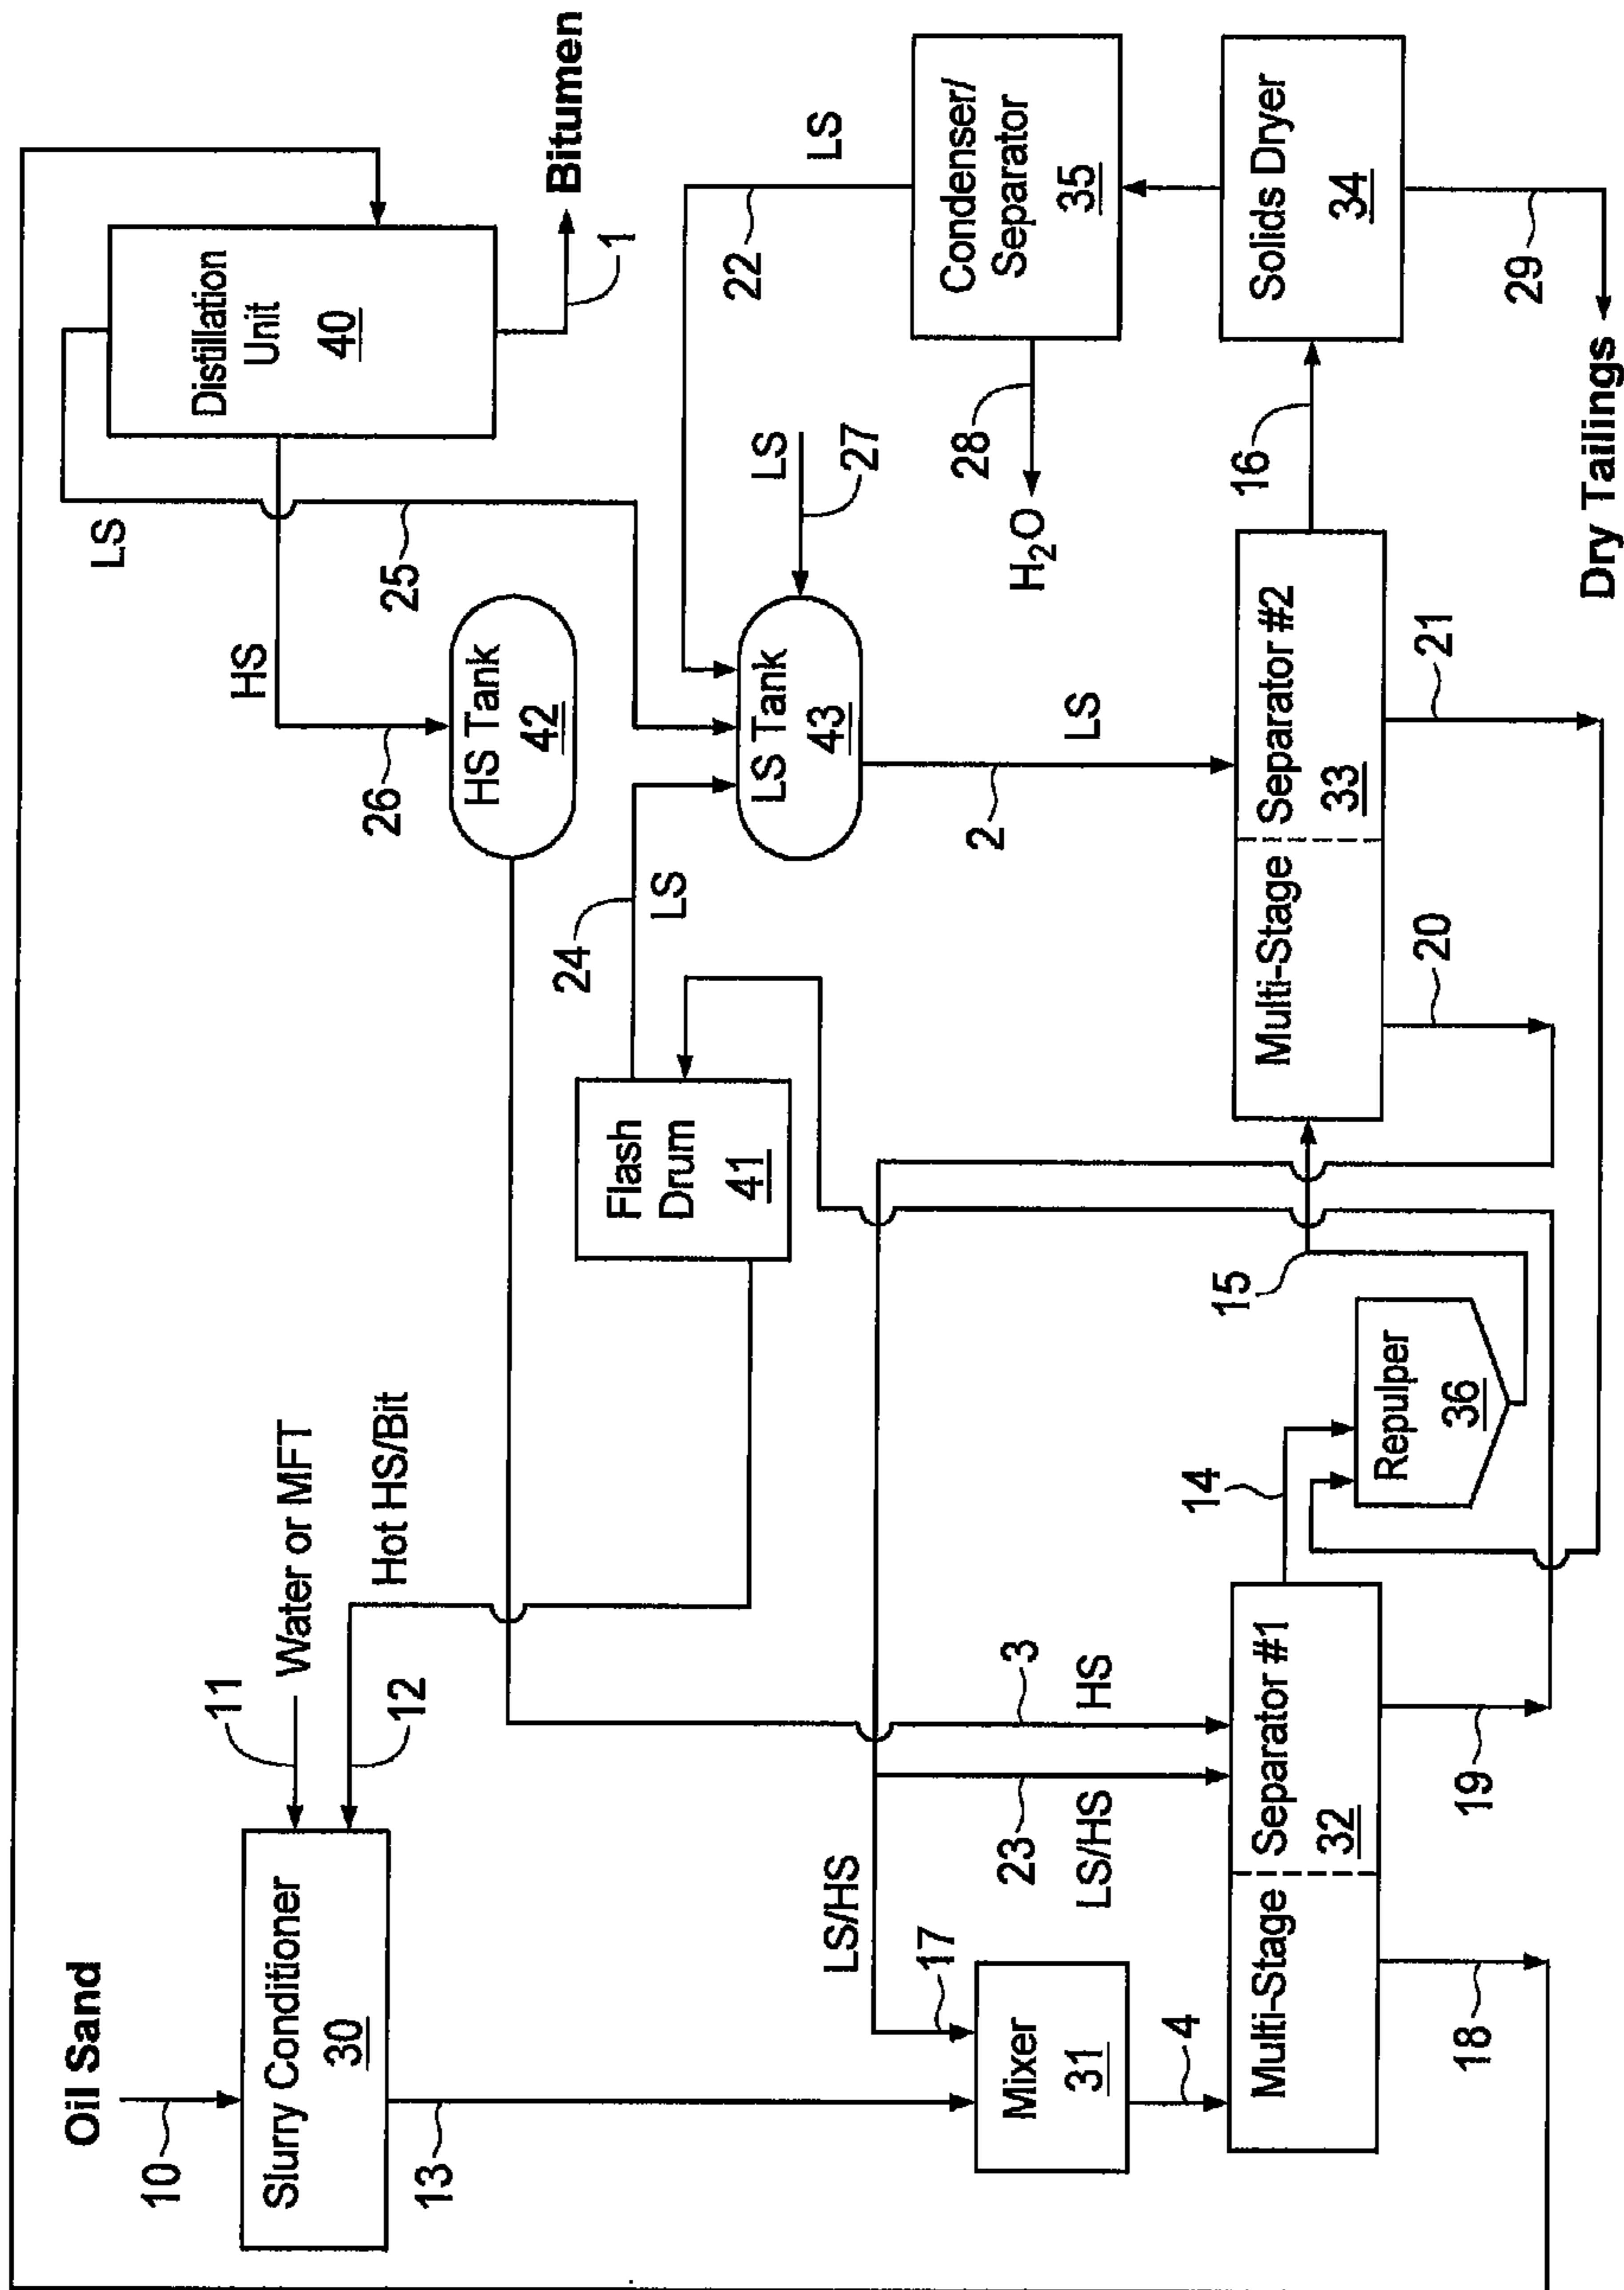 Oil Sand
10
Slurry Conditioner
30
11
Water or MFT
12
Hot HS/Bit
13
Flash
Drum
41
24
LS
HS
26
HS Tank
42
LS
25
Distillation
Unit
40
Bitumen
1
LS Tank
43
LS
27
22
LS
Condenser/
Separator
35
28
H₂O
2
LS
LS/HS
17
Mixer
31
4
23
LS/HS
3
HS
Multi-Stage
Separator #1
32
18
19
14
Repulper
36
15
Multi-Stage
Separator #2
33
20
21
16
Solids Dryer
34
29
Dry Tailings